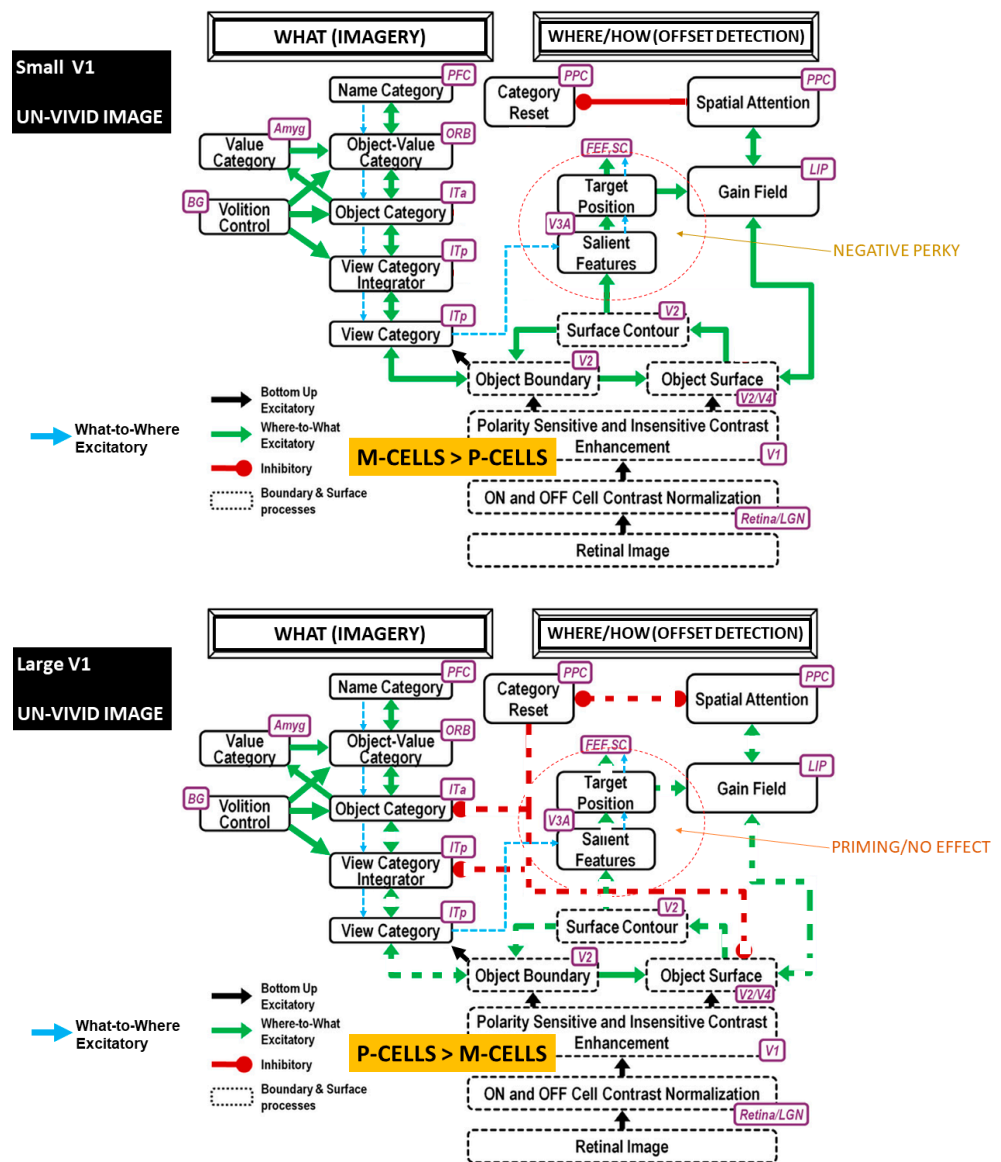 WHAT (IMAGERY)
WHERE/HOW (OFFSET DETECTION)
Small V1
UN-VIVID IMAGE
PFC
Name Category
PPC
Category
Reset
PPC
Spatial Attention
Amyg
Value
Category
ORB
Object-Value
Category
FEF,SC
Target
Position
LIP
Gain Field
BG
Volition
Control
ITa
Object Category
V3A
Salient
Features
NEGATIVE PERKY
ITp
View Category
Integrator
ITp
View Category
V2
Surface Contour
V2
Object Boundary
Object Surface
V2/V4
Bottom Up
Excitatory
What-to-Where
Excitatory
Where-to-What
Excitatory
Inhibitory
Boundary & Surface
processes
M-CELLS > P-CELLS
Polarity Sensitive and Insensitive Contrast
Enhancement
V1
ON and OFF Cell Contrast Normalization
Retina/LGN
Retinal Image
WHAT (IMAGERY)
WHERE/HOW (OFFSET DETECTION)
Large V1
UN-VIVID IMAGE
PFC
Name Category
PPC
Category
Reset
PPC
Spatial Attention
Amyg
Value
Category
ORB
Object-Value
Category
FEF,SC
Target
Position
LIP
Gain Field
BG
Volition
Control
ITa
Object Category
V3A
Salient
Features
PRIMING/NO EFFECT
ITp
View Category
Integrator
ITp
View Category
V2
Surface Contour
V2
Object Boundary
Object Surface
V2/V4
Bottom Up
Excitatory
What-to-Where
Excitatory
Where-to-What
Excitatory
Inhibitory
Boundary & Surface
processes
P-CELLS > M-CELLS
Polarity Sensitive and Insensitive Contrast
Enhancement
V1
ON and OFF Cell Contrast Normalization
Retina/LGN
Retinal Image